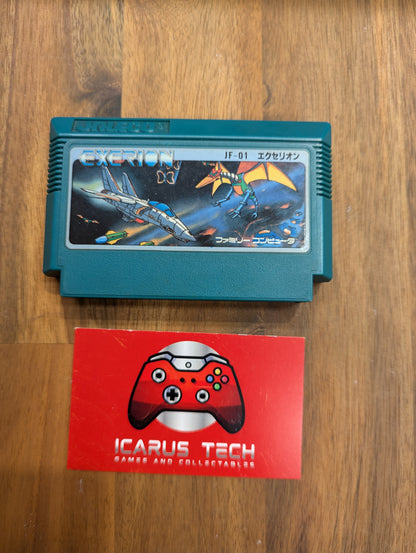 EXERION
JF-01 エクセリオン
ファミリー コンピュータ
ICARUS TECH
GAMES AND COLLECTABLES